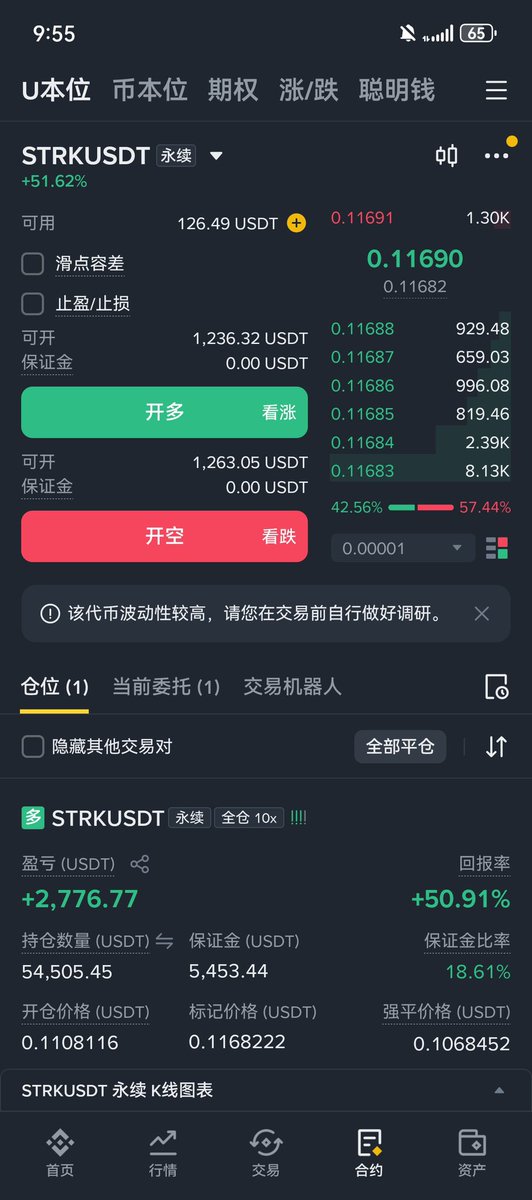 9:55
65
U本位 币本位 期权 涨/跌 聪明钱
STRKUSDT 永续
+51.62%
可用 126.49 USDT
滑点容差
止盈/止损
可开 1,236.32 USDT
保证金 0.00 USDT
开多 看涨
可开 1,263.05 USDT
保证金 0.00 USDT
开空 看跌
0.11691 1.30K
0.11690
0.11682
0.11688 929.48
0.11687 659.03
0.11686 996.08
0.11685 819.46
0.11684 2.39K
0.11683 8.13K
42.56% 57.44%
0.00001
该代币波动性较高，请您在交易前自行做好调研。
仓位 (1) 当前委托 (1) 交易机器人
隐藏其他交易对 全部平仓
多 STRKUSDT 永续 全仓 10x !!!!
盈亏 (USDT) 回报率
+2,776.77 +50.91%
持仓数量 (USDT) 保证金 (USDT) 保证金比率
54,505.45 5,453.44 18.61%
开仓价格 (USDT) 标记价格 (USDT) 强平价格 (USDT)
0.1108116 0.1168222 0.1068452
STRKUSDT 永续 K线图表
首页 行情 交易 合约 资产